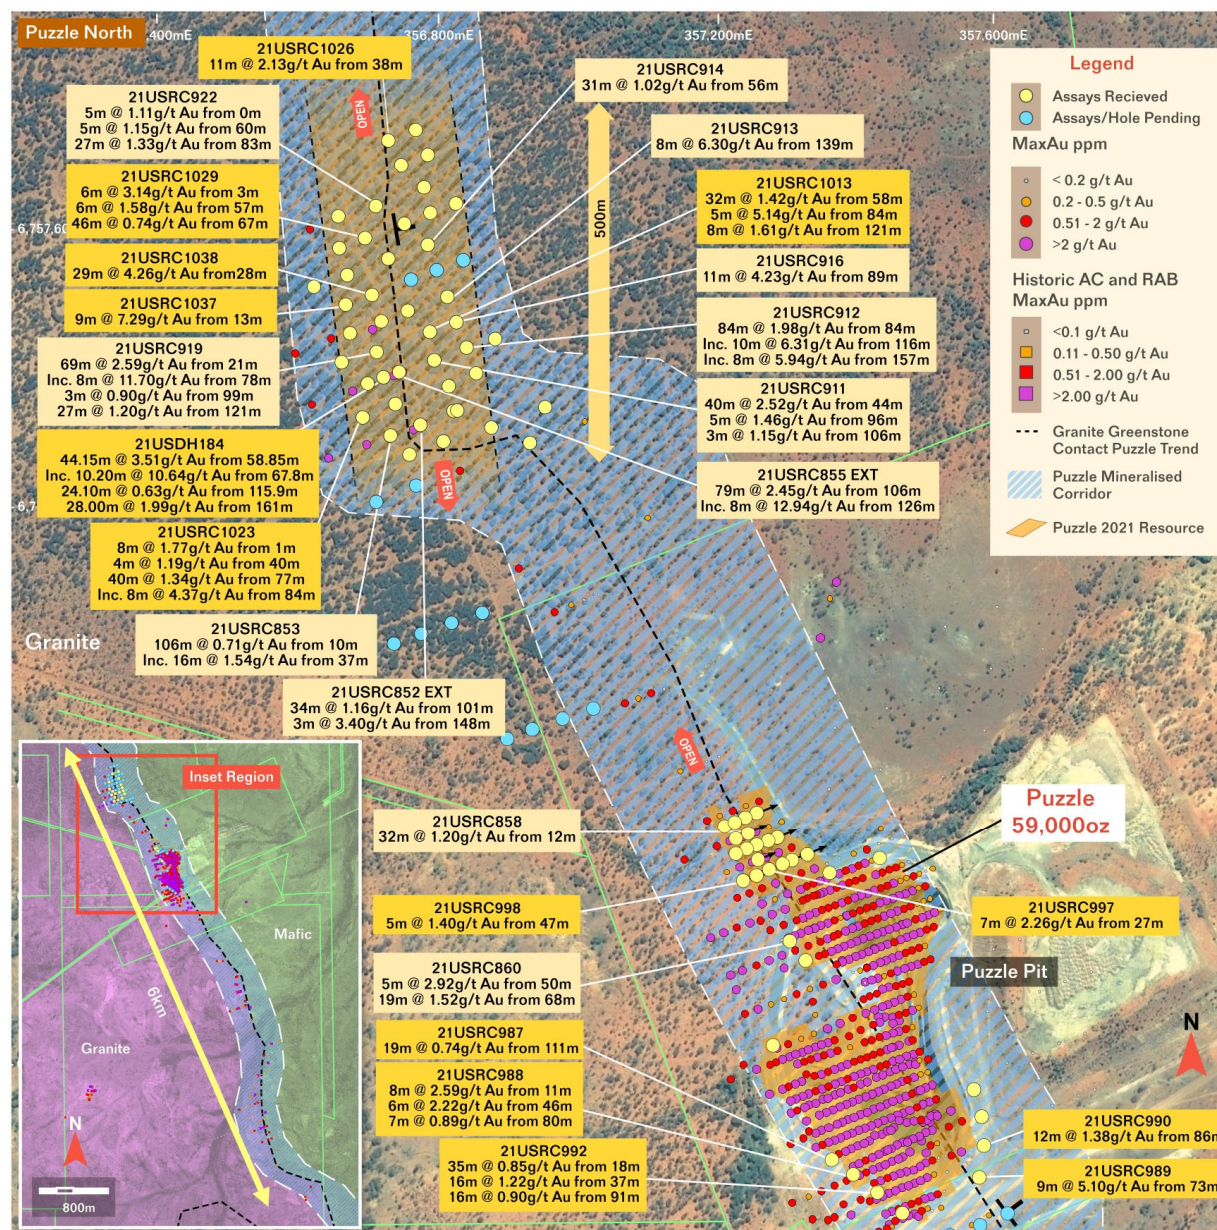 Puzzle North
,400mE
356,800mE
357,200mE
357,600mE
21USRC1026
11m @ 2.13g/t Au from 38m
21USRC922
5m @ 1.11g/t Au from 0m
5m @ 1.15g/t Au from 60m
27m @ 1.33g/t Au from 83m
21USRC1029
6m @ 3.14g/t Au from 3m
6m @ 1.58g/t Au from 57m
46m @ 0.74g/t Au from 67m
21USRC1038
29m @ 4.26g/t Au from28m
21USRC1037
9m @ 7.29g/t Au from 13m
21USRC919
69m @ 2.59g/t Au from 21m
Inc. 8m @ 11.70g/t Au from 78m
3m @ 0.90g/t Au from 99m
27m @ 1.20g/t Au from 121m
21USDH184
44.15m @ 3.51g/t Au from 58.85m
Inc. 10.20m @ 10.64g/t Au from 67.8m
24.10m @ 0.63g/t Au from 115.9m
28.00m @ 1.99g/t Au from 161m
21USRC1023
8m @ 1.77g/t Au from 1m
4m @ 1.19g/t Au from 40m
40m @ 1.34g/t Au from 77m
Inc. 8m @ 4.37g/t Au from 84m
21USRC853
106m @ 0.71g/t Au from 10m
Inc. 16m @ 1.54g/t Au from 37m
21USRC852 EXT
34m @ 1.16g/t Au from 101m
3m @ 3.40g/t Au from 148m
6,757,60
6,7
OPEN
OPEN
OPEN
500m
21USRC914
31m @ 1.02g/t Au from 56m
21USRC913
8m @ 6.30g/t Au from 139m
21USRC1013
32m @ 1.42g/t Au from 58m
5m @ 5.14g/t Au from 84m
8m @ 1.61g/t Au from 121m
21USRC916
11m @ 4.23g/t Au from 89m
21USRC912
84m @ 1.98g/t Au from 84m
Inc. 10m @ 6.31g/t Au from 116m
Inc. 8m @ 5.94g/t Au from 157m
21USRC911
40m @ 2.52g/t Au from 44m
5m @ 1.46g/t Au from 96m
3m @ 1.15g/t Au from 106m
21USRC855 EXT
79m @ 2.45g/t Au from 106m
Inc. 8m @ 12.94g/t Au from 126m
Legend
Assays Recieved
Assays/Hole Pending
MaxAu ppm
< 0.2 g/t Au
0.2 - 0.5 g/t Au
0.51 - 2 g/t Au
>2 g/t Au
Historic AC and RAB
MaxAu ppm
<0.1 g/t Au
0.11 - 0.50 g/t Au
0.51 - 2.00 g/t Au
>2.00 g/t Au
Granite Greenstone
Contact Puzzle Trend
Puzzle Mineralised
Corridor
Puzzle 2021 Resource
Granite
Inset Region
Mafic
6km
Granite
N
800m
21USRC858
32m @ 1.20g/t Au from 12m
21USRC998
5m @ 1.40g/t Au from 47m
21USRC860
5m @ 2.92g/t Au from 50m
19m @ 1.52g/t Au from 68m
21USRC987
19m @ 0.74g/t Au from 111m
21USRC988
8m @ 2.59g/t Au from 11m
6m @ 2.22g/t Au from 46m
7m @ 0.89g/t Au from 80m
21USRC992
35m @ 0.85g/t Au from 18m
16m @ 1.22g/t Au from 37m
16m @ 0.90g/t Au from 91m
Puzzle
59,000oz
21USRC997
7m @ 2.26g/t Au from 27m
Puzzle Pit
N
21USRC990
12m @ 1.38g/t Au from 86m
21USRC989
9m @ 5.10g/t Au from 73m